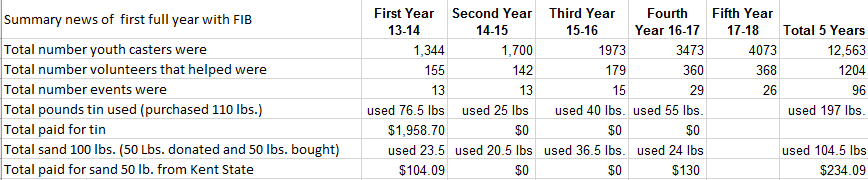 Summary news of first full year with FIB First Year 13-14 Second Year 14-15 Third Year 15-16 Fourth Year 16-17 Fifth Year 17-18 Total 5 Years
Total number youth casters were 1,344 1,700 1973 3473 4073 12,563
Total number volunteers that helped were 155 142 179 360 368 1204
Total number events were 13 13 15 29 26 96
Total pounds tin used (purchased 110 lbs.) used 76.5 lbs used 25 lbs used 40 lbs. used 55 lbs. used 197 lbs.
Total paid for tin $1,958.70 $0 $0 $0
Total sand 100 lbs. (50 Lbs. donated and 50 lbs. bought) used 23.5 used 20.5 lbs used 36.5 lbs. used 24 lbs used 104.5 lbs
Total paid for sand 50 lb. from Kent State $104.09 $0 $0 $130 $234.09